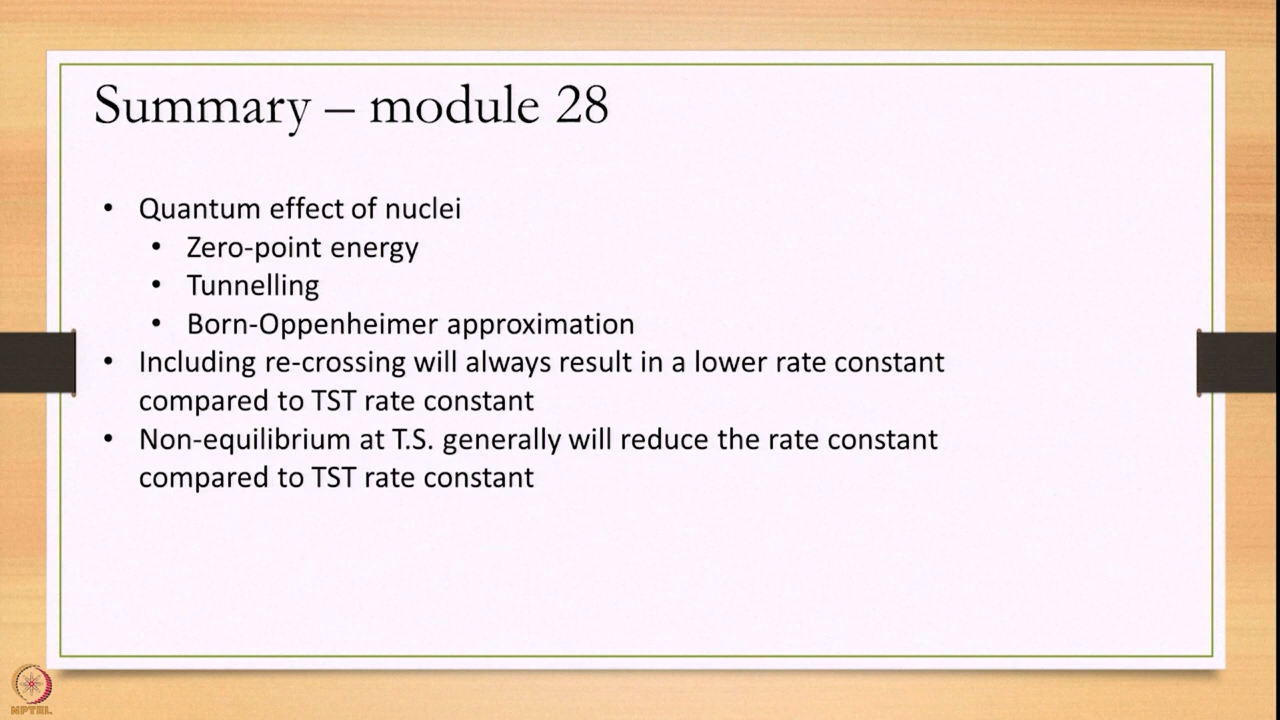 Summary – module 28
• Quantum effect of nuclei
• Zero-point energy
• Tunnelling
• Born-Oppenheimer approximation
• Including re-crossing will always result in a lower rate constant
compared to TST rate constant
• Non-equilibrium at T.S. generally will reduce the rate constant
compared to TST rate constant
NPTEL